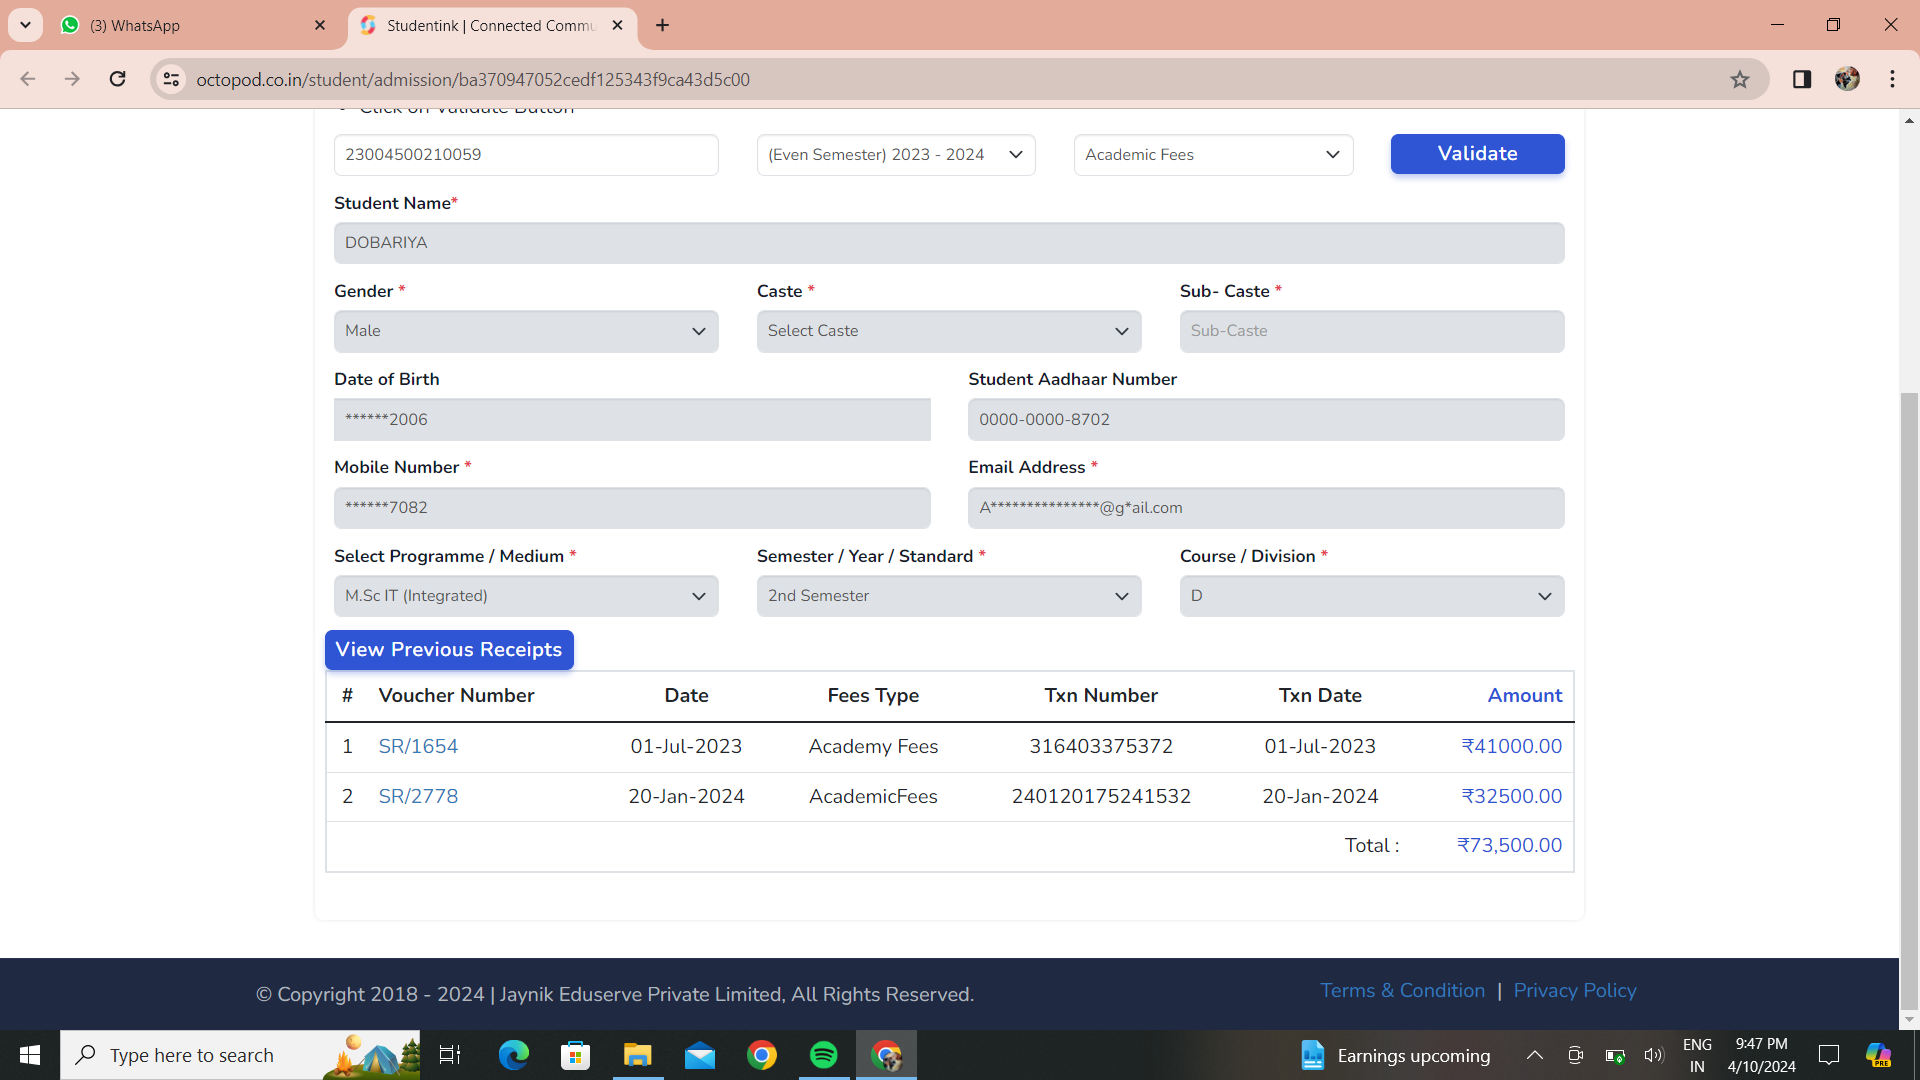 (3) WhatsApp
Studentink | Connected Commu
octopod.co.in/student/admission/ba370947052cedf125343f9ca43d5c00
Click on Validate Button
23004500210059 (Even Semester) 2023 - 2024 Academic Fees Validate
Student Name*
DOBARIYA
Gender * Caste * Sub- Caste *
Male Select Caste Sub-Caste
Date of Birth Student Aadhaar Number
******2006 0000-0000-8702
Mobile Number * Email Address *
******7082 A***************@g*ail.com
Select Programme / Medium * Semester / Year / Standard * Course / Division *
M.Sc IT (Integrated) 2nd Semester D
View Previous Receipts
# Voucher Number Date Fees Type Txn Number Txn Date Amount
1 SR/1654 01-Jul-2023 Academy Fees 316403375372 01-Jul-2023 ₹41000.00
2 SR/2778 20-Jan-2024 AcademicFees 240120175241532 20-Jan-2024 ₹32500.00
Total : ₹73,500.00
© Copyright 2018 - 2024 | Jaynik Eduserve Private Limited, All Rights Reserved. Terms & Condition | Privacy Policy
Type here to search
Earnings upcoming
ENG
IN
9:47 PM
4/10/2024
PRE